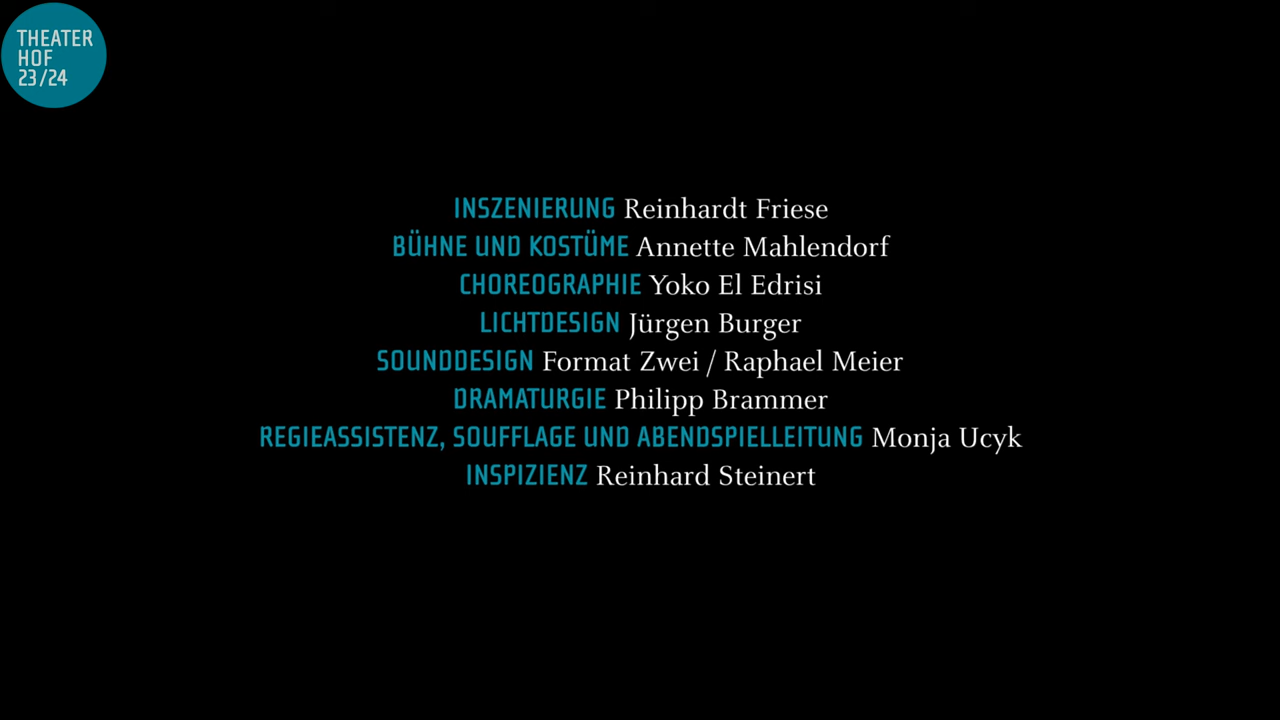 THEATER
HOF
23/24
INSZENIERUNG Reinhardt Friese
BÜHNE UND KOSTÜME Annette Mahlendorf
CHOREOGRAPHIE Yoko El Edrisi
LICHTDESIGN Jürgen Burger
SOUNDDESIGN Format Zwei / Raphael Meier
DRAMATURGIE Philipp Brammer
REGIEASSISTENZ, SOUFFLAGE UND ABENDSPIELLEITUNG Monja Ucyk
INSPIZIENZ Reinhard Steinert